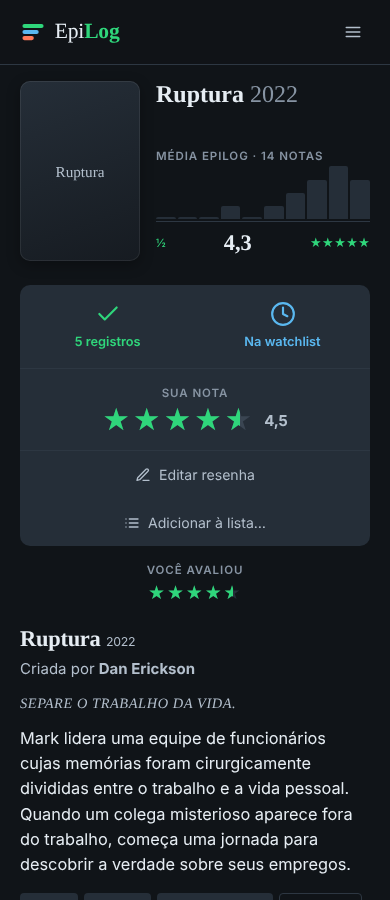 EpiLog
Ruptura
Ruptura 2022
MÉDIA EPILOG · 14 NOTAS
½
4,3
★★★★★
5 registros
Na watchlist
SUA NOTA
4,5
Editar resenha
Adicionar à lista...
VOCÊ AVALIOU
Ruptura 2022
Criada por Dan Erickson
SEPARE O TRABALHO DA VIDA.
Mark lidera uma equipe de funcionários
cujas memórias foram cirurgicamente
divididas entre o trabalho e a vida pessoal.
Quando um colega misterioso aparece fora
do trabalho, começa uma jornada para
descobrir a verdade sobre seus empregos.